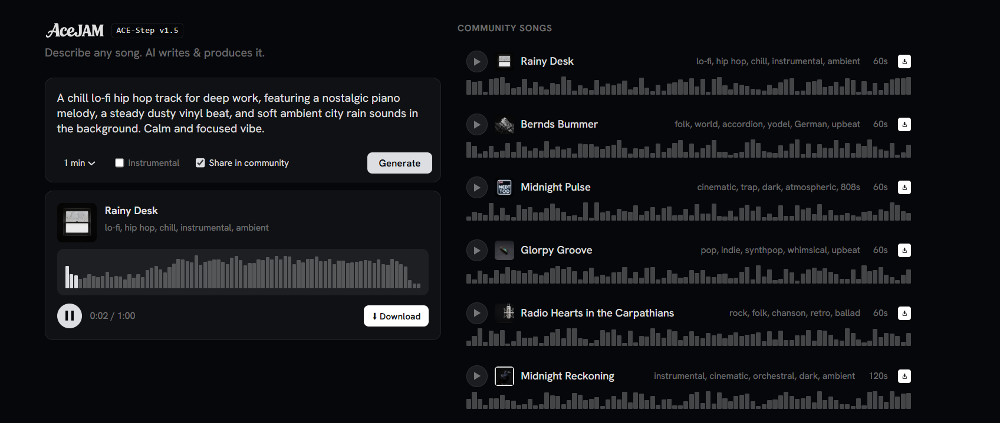 AceJAM ACE-Step v1.5
Describe any song. AI writes & produces it.
A chill lo-fi hip hop track for deep work, featuring a nostalgic piano
melody, a steady dusty vinyl beat, and soft ambient city rain sounds in
the background. Calm and focused vibe.
1 min Instrumental Share in community Generate
Rainy Desk
lo-fi, hip hop, chill, instrumental, ambient
0:02 / 1:00 Download
COMMUNITY SONGS
Rainy Desk lo-fi, hip hop, chill, instrumental, ambient 60s
Bernds Bummer folk, world, accordion, yodel, German, upbeat 60s
NEDT
TOD
Midnight Pulse cinematic, trap, dark, atmospheric, 808s 60s
Glorpy Groove pop, indie, synthpop, whimsical, upbeat 60s
Radio Hearts in the Carpathians rock, folk, chanson, retro, ballad 60s
Midnight Reckoning instrumental, cinematic, orchestral, dark, ambient 120s